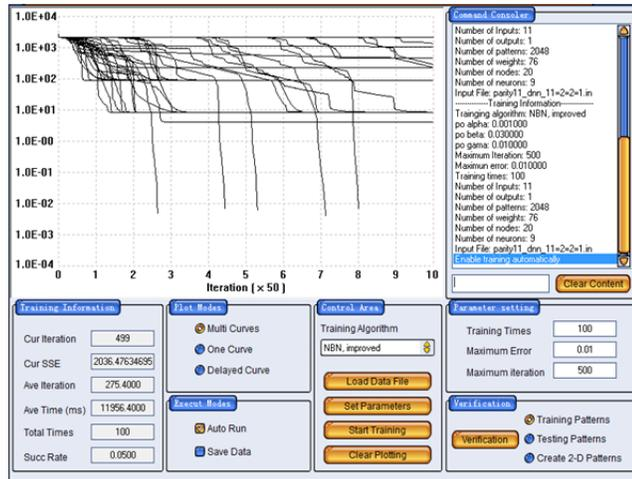 1.0E+04
1.0E+03
1.0E+02
1.0E+01
1.0E-00
1.0E-01
1.0E-02
1.0E-03
1.0E-04
0 1 2 3 4 5 6 7 8 9 10
Iteration ( x 50 )
Command Consoler
Number of Inputs: 11
Number of outputs: 1
Number of patterns: 2048
Number of weights: 76
Number of nodes: 20
Number of neurons: 9
Input File: parity11_dnn_11=2=2=1.in
--------------Training Information--------------
Trainging algorithm: NBN, improved
po alpha: 0.001000
po beta: 0.030000
po gama: 0.010000
Maximum Iteration: 500
Maximun error: 0.010000
Training times: 100
Number of Inputs: 11
Number of outputs: 1
Number of patterns: 2048
Number of weights: 76
Number of nodes: 20
Number of neurons: 9
Input File: parity11_dnn_11=2=2=1.in
Enable training automatically
Clear Content
Training Information
Cur Iteration 499
Cur SSE 2036.47634695
Ave Iteration 275.4000
Ave Time (ms) 11956.4000
Total Times 100
Succ Rate 0.0500
Plot Modes
Multi Curves
One Curve
Delayed Curve
Execut Modes
Auto Run
Save Data
Control Area
Training Algorithm
NBN, improved
Load Data File
Set Parameters
Start Training
Clear Plotting
Parameter setting
Training Times 100
Maximum Error 0.01
Maximum iteration 500
Verification
Verification
Training Patterns
Testing Patterns
Create 2-D Patterns